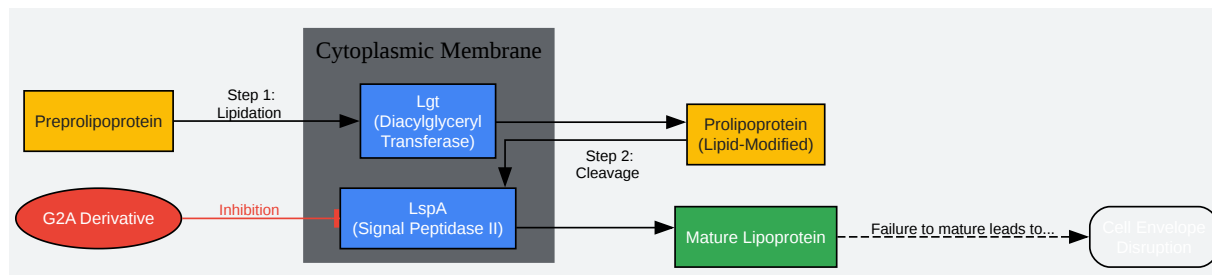 Cytoplasmic Membrane
Preprolipoprotein
Step 1:
Lipidation
Lgt
(Diacylglyceryl
Transferase)
Prolipoprotein
(Lipid-Modified)
Step 2:
Cleavage
G2A Derivative
Inhibition
LspA
(Signal Peptidase II)
Mature Lipoprotein
Failure to mature leads to...
Cell Envelope
Disruption